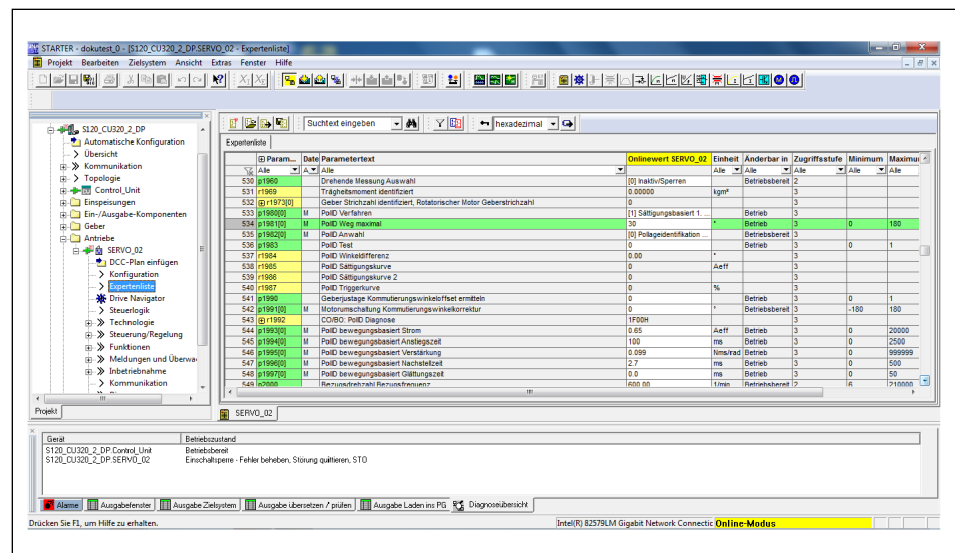 STARTER - dokutest_0 - [S120_CU320_2_DP.SERVO_02 - Expertenliste]
Projekt Bearbeiten Zielsystem Ansicht Extras Fenster Hilfe
S120_CU320_2_DP
Automatische Konfiguration
Übersicht
Kommunikation
Topologie
Control_Unit
Einspeisungen
Ein-/Ausgabe-Komponenten
Geber
Antriebe
SERVO_02
DCC-Plan einfügen
Konfiguration
Expertenliste
Drive Navigator
Steuerlogik
Technologie
Steuerung/Regelung
Funktionen
Meldungen und Überwa
Inbetriebnahme
Kommunikation
Projekt
Suchtext eingeben hexadezimal
Expertenliste
Param... Date Parametertext Onlinewert SERVO_02 Einheit Änderbar in Zugriffsstufe Minimum Maximu
Alle A Alle Alle Alle Alle Alle Alle Alle
530 p1960 Drehende Messung Auswahl [0] Inaktiv/Sperren Betriebsbereit 2
531 r1969 Trägheitsmoment identifiziert 0.00000 kgm² 3
532 r1973[0] Geber Strichzahl identifiziert, Rotatorischer Motor Geberstrichzahl 0 3
533 p1980[0] M PolID Verfahren [1] Sättigungsbasiert 1. ... Betrieb 3
534 p1981[0] M PolID Weg maximal 30 ° Betrieb 3 0 180
535 p1982[0] M PolID Anwahl [0] Pollageidentifikation ... Betriebsbereit 3
536 p1983 PolID Test 0 Betrieb 3 0 1
537 r1984 PolID Winkeldifferenz 0.00 ° 3
538 r1985 PolID Sättigungskurve 0 Aeff 3
539 r1986 PolID Sättigungskurve 2 0 3
540 r1987 PolID Triggerkurve 0 % 3
541 p1990 Geberjustage Kommutierungswinkeloffset ermitteln 0 Betrieb 3 0 1
542 p1991[0] M Motorumschaltung Kommutierungswinkelkorrektur 0 ° Betriebsbereit 3 -180 180
543 r1992 CO/BO: PolID Diagnose 1F00H 3
544 p1993[0] M PolID bewegungsbasiert Strom 0.65 Aeff Betrieb 3 0 20000
545 p1994[0] M PolID bewegungsbasiert Anstiegszeit 100 ms Betrieb 3 0 2500
546 p1995[0] M PolID bewegungsbasiert Verstärkung 0.099 Nms/rad Betrieb 3 0 999999
547 p1996[0] M PolID bewegungsbasiert Nachstellzeit 2.7 ms Betrieb 3 0 500
548 p1997[0] M PolID bewegungsbasiert Glättungszeit 0.0 ms Betrieb 3 0 50
549 p2000 Bezugsdrehzahl Bezugsfrequenz 600.00 1/min Betriebsbereit 2 6 210000
SERVO_02
Gerät Betriebszustand
S120_CU320_2_DP.Control_Unit Betriebsbereit
S120_CU320_2_DP.SERVO_02 Einschaltsperre - Fehler beheben, Störung quittieren, STO
Alarme Ausgabefenster Ausgabe Zielsystem Ausgabe übersetzen / prüfen Ausgabe Laden ins PG Diagnoseübersicht
Drücken Sie F1, um Hilfe zu erhalten. Intel(R) 82579LM Gigabit Network Connectic Online-Modus